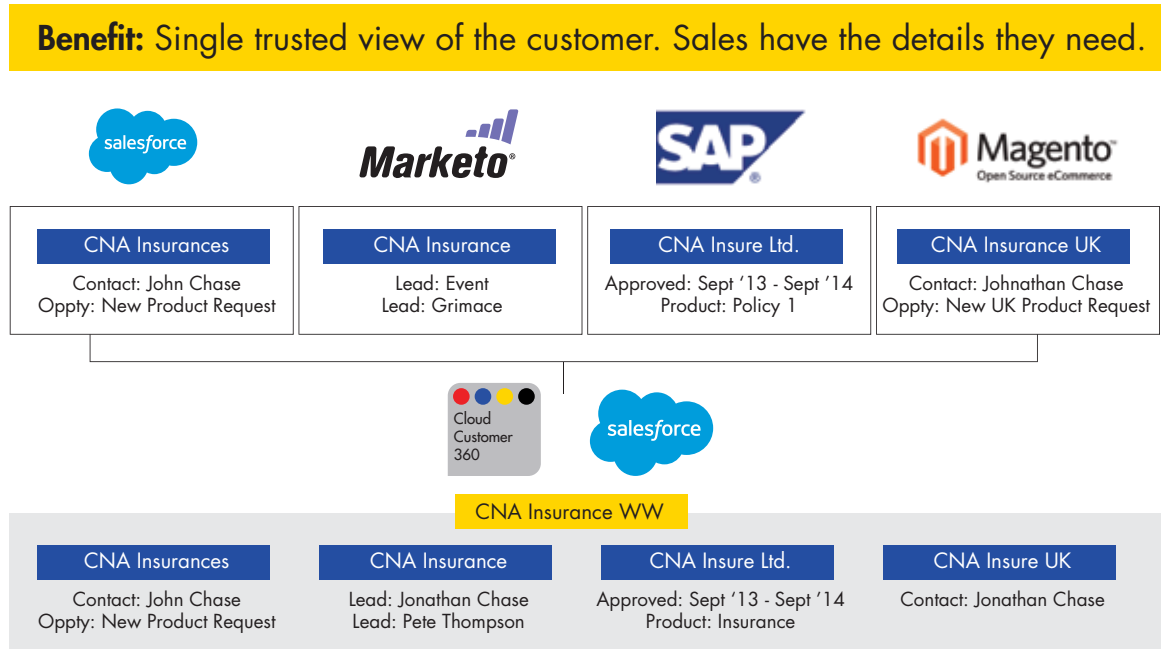 Benefit: Single trusted view of the customer. Sales have the details they need.
salesforce
Marketo®
SAP®
Magento™
Open Source eCommerce
CNA Insurances
Contact: John Chase
Oppty: New Product Request
CNA Insurance
Lead: Event
Lead: Grimace
CNA Insure Ltd.
Approved: Sept ‘13 - Sept ’14
Product: Policy 1
CNA Insurance UK
Contact: Johnathan Chase
Oppty: New UK Product Request
Cloud
Customer
360
salesforce
CNA Insurance WW
CNA Insurances
Contact: John Chase
Oppty: New Product Request
CNA Insurance
Lead: Jonathan Chase
Lead: Pete Thompson
CNA Insure Ltd.
Approved: Sept ‘13 - Sept ’14
Product: Insurance
CNA Insure UK
Contact: Jonathan Chase